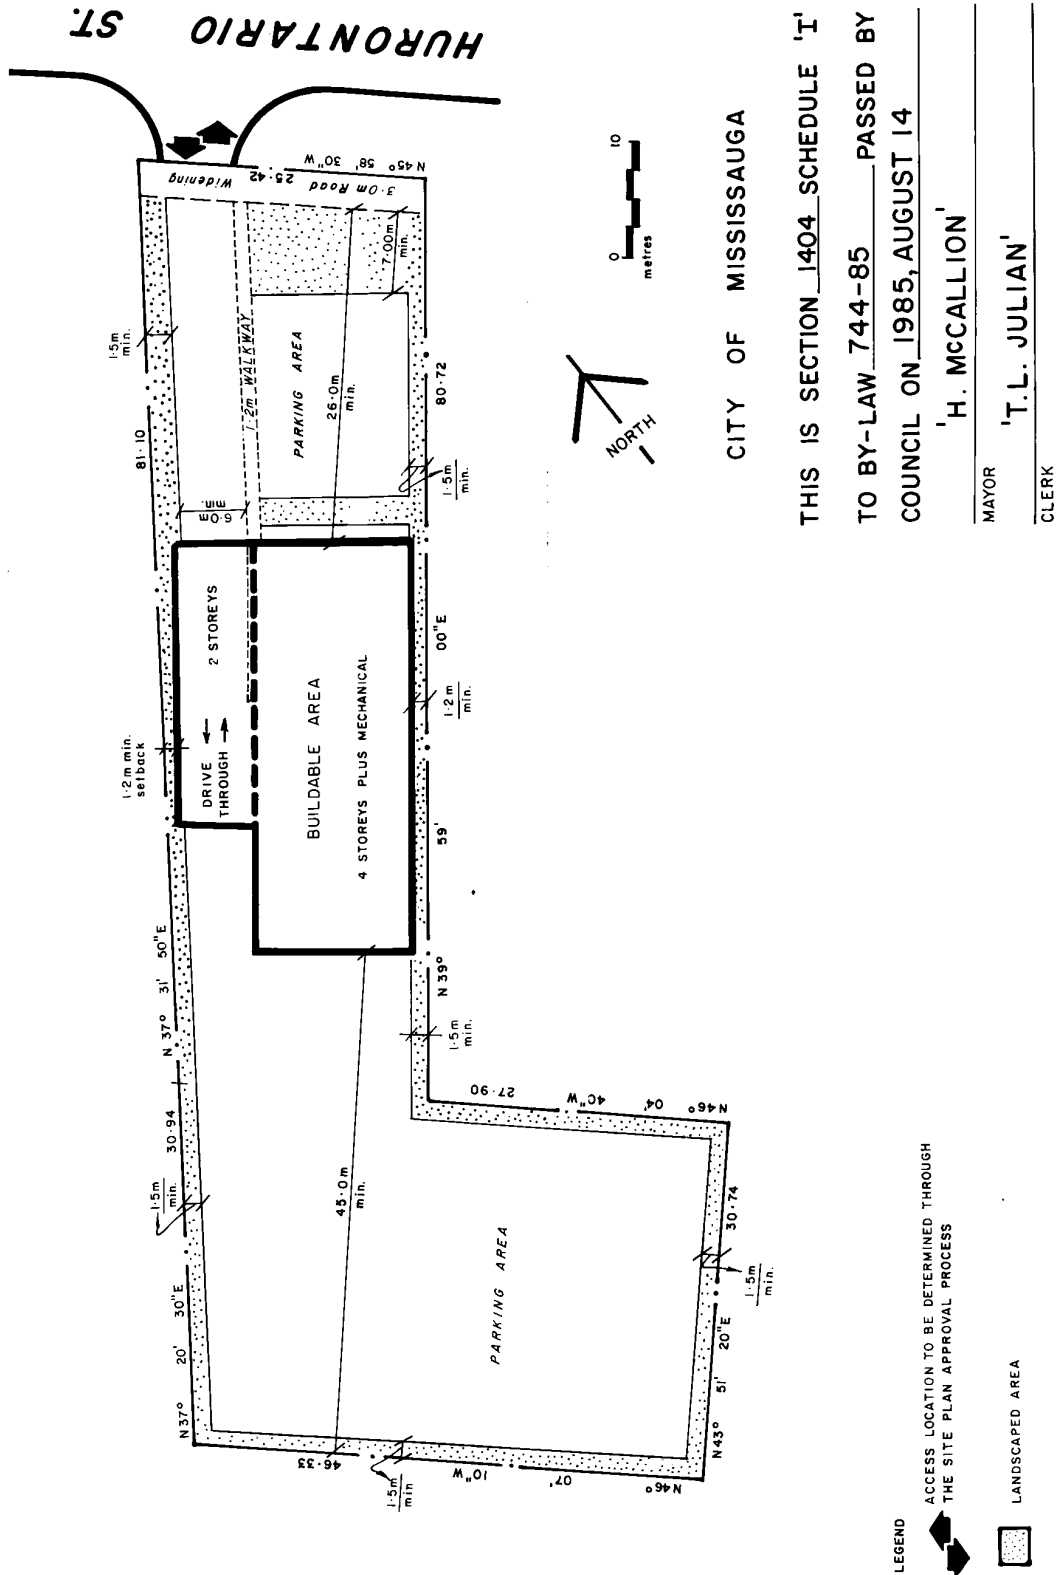 HURONTARIO ST.
3·0m Road Widening
N 45° 58' 30"W
25·42
7·00m
min.
1·5m
min.
81·10
1·2m WALKWAY
PARKING AREA
26·0m
min.
80·72
6·0m
min.
1·5m
min.
2 STOREYS
DRIVE
THROUGH
1·2m min.
setback
BUILDABLE AREA
4 STOREYS PLUS MECHANICAL
1·2m
min.
N 39° 59' 00"E
N 37° 31' 50"E
1·5m
min.
30·94
1·5m
min.
45·0m
min.
27·90
N46° 04' 40"W
PARKING AREA
30·74
1·5m
min.
N43° 51' 20"E
N37° 20' 30"E
46·33
1·5m
min
N46° 07' 10"W
NORTH
0 10
metres
CITY OF MISSISSAUGA
THIS IS SECTION 1404 SCHEDULE 'I'
TO BY-LAW 744-85 PASSED BY
COUNCIL ON 1985, AUGUST 14
'H. McCALLION'
MAYOR
'T. L. JULIAN'
CLERK
LEGEND
ACCESS LOCATION TO BE DETERMINED THROUGH
THE SITE PLAN APPROVAL PROCESS
LANDSCAPED AREA